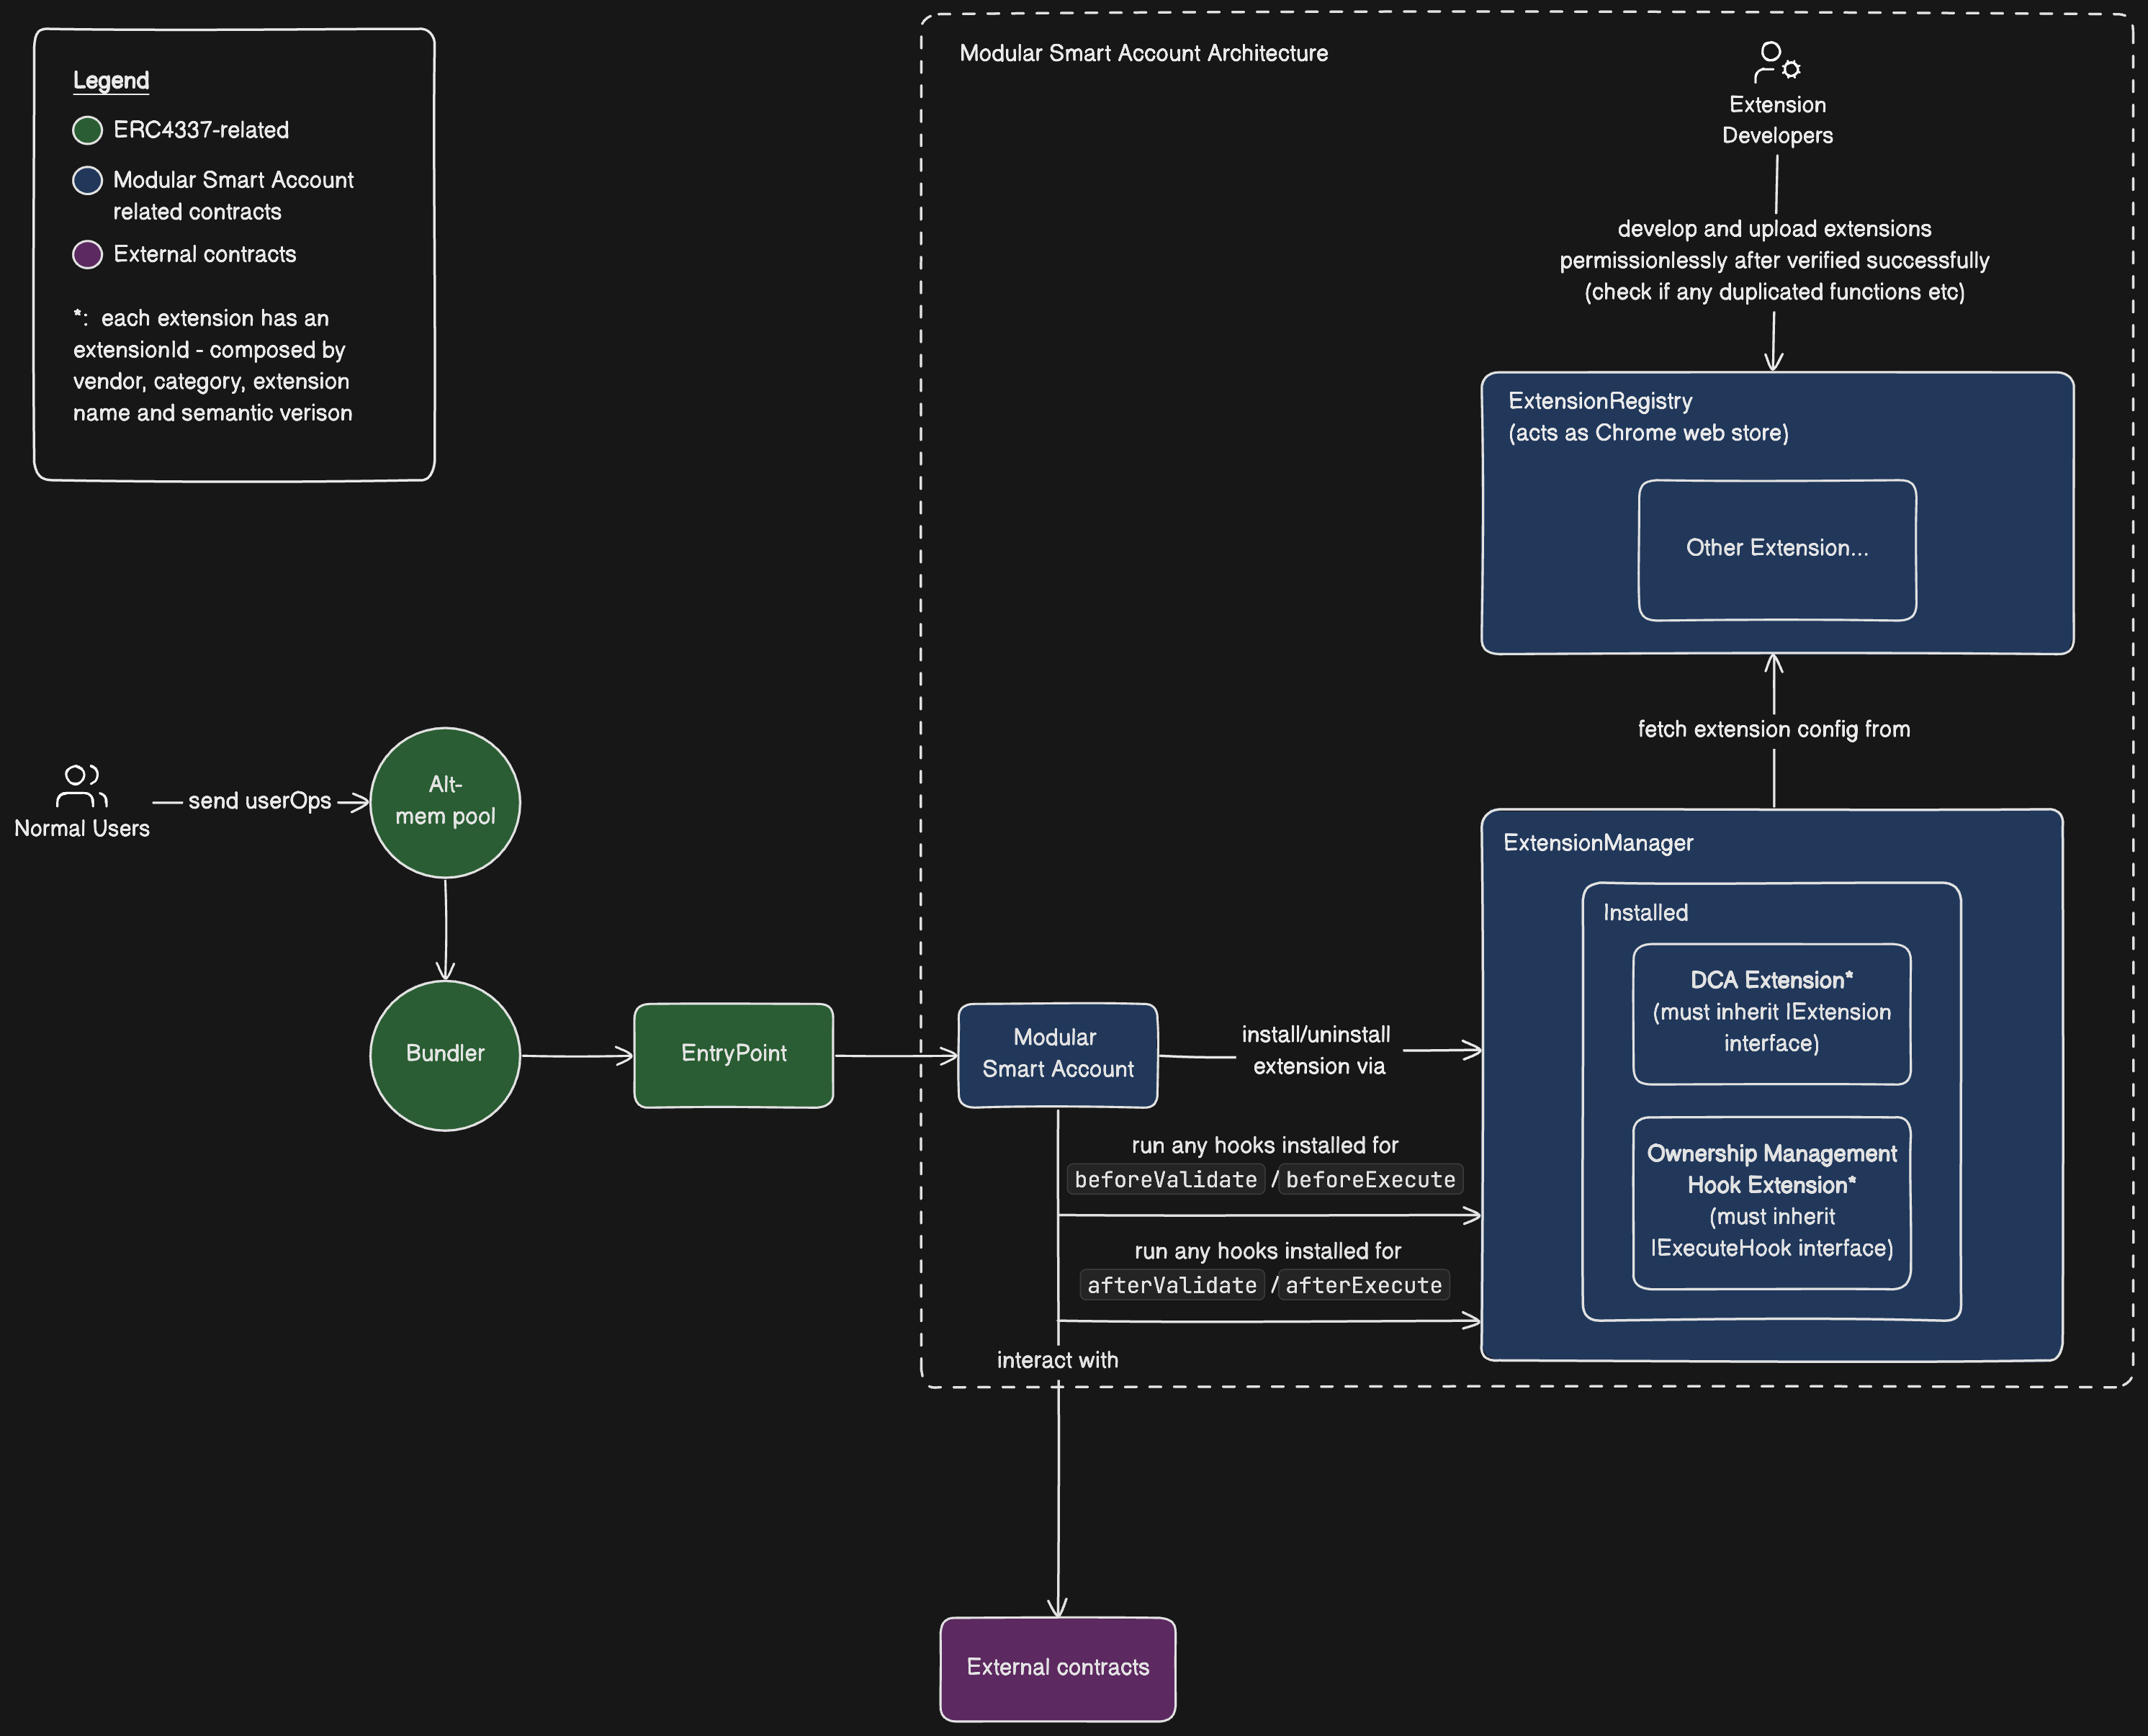 Legend
ERC4337-related
Modular Smart Account
related contracts
External contracts
*: each extension has an
extensionId - composed by
vendor, category, extension
name and semantic verison
Modular Smart Account Architecture
Extension
Developers
develop and upload extensions
permissionlessly after verified successfully
(check if any duplicated functions etc)
ExtensionRegistry
(acts as Chrome web store)
Other Extension...
fetch extension config from
Normal Users
send userOps
Alt-
mem pool
Bundler
EntryPoint
Modular
Smart Account
install/uninstall
extension via
run any hooks installed for
beforeValidate / beforeExecute
run any hooks installed for
afterValidate / afterExecute
interact with
ExtensionManager
Installed
DCA Extension*
(must inherit IExtension
interface)
Ownership Management
Hook Extension*
(must inherit
IExecuteHook interface)
External contracts